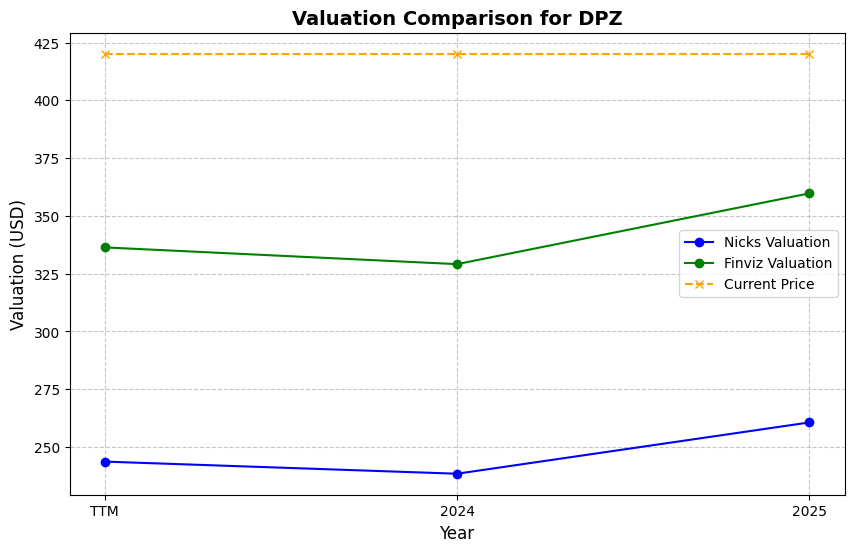 Valuation Comparison for DPZ
425
400
375
350
325
300
275
250
Valuation (USD)
Nicks Valuation
Finviz Valuation
Current Price
TTM
2024
2025
Year